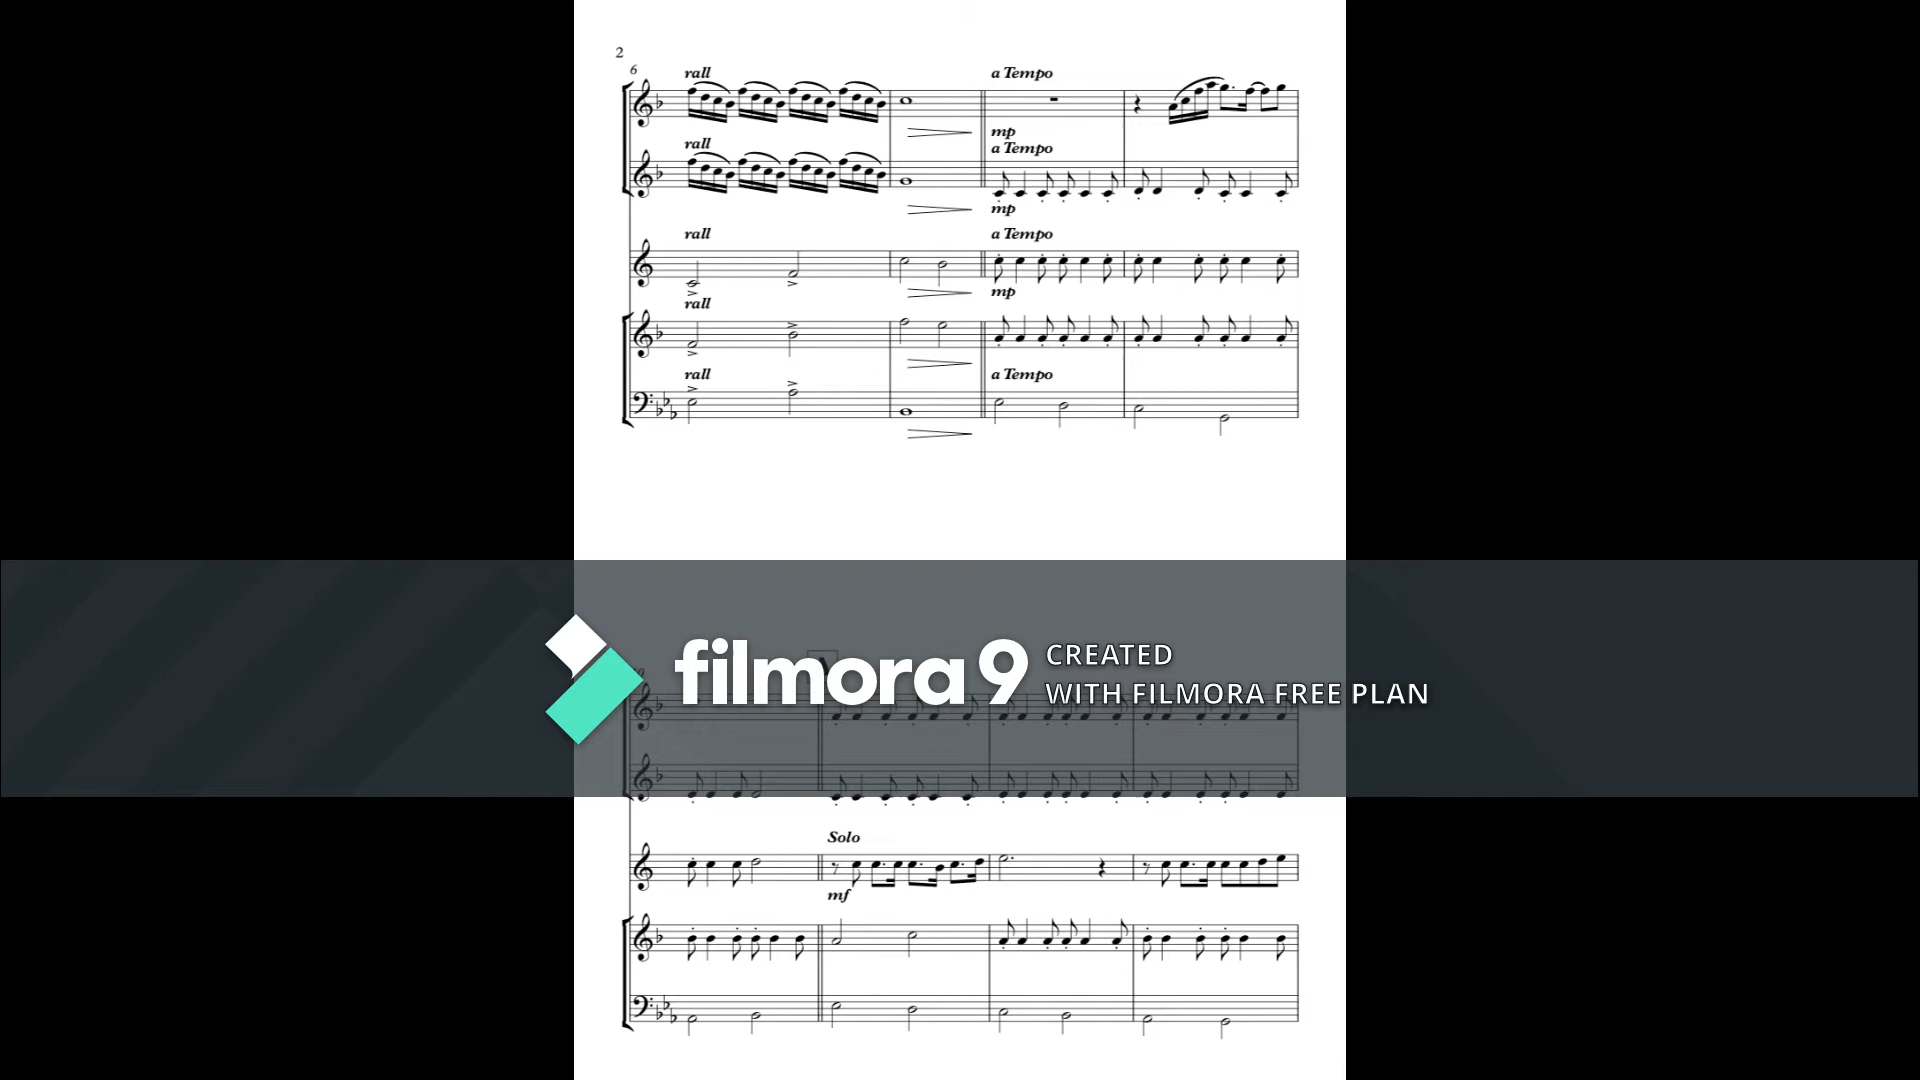 2
6
rall
a Tempo
mp
rall
a Tempo
mp
rall
a Tempo
mp
rall
rall
a Tempo
filmora9
CREATED
WITH FILMORA FREE PLAN
Solo
mf